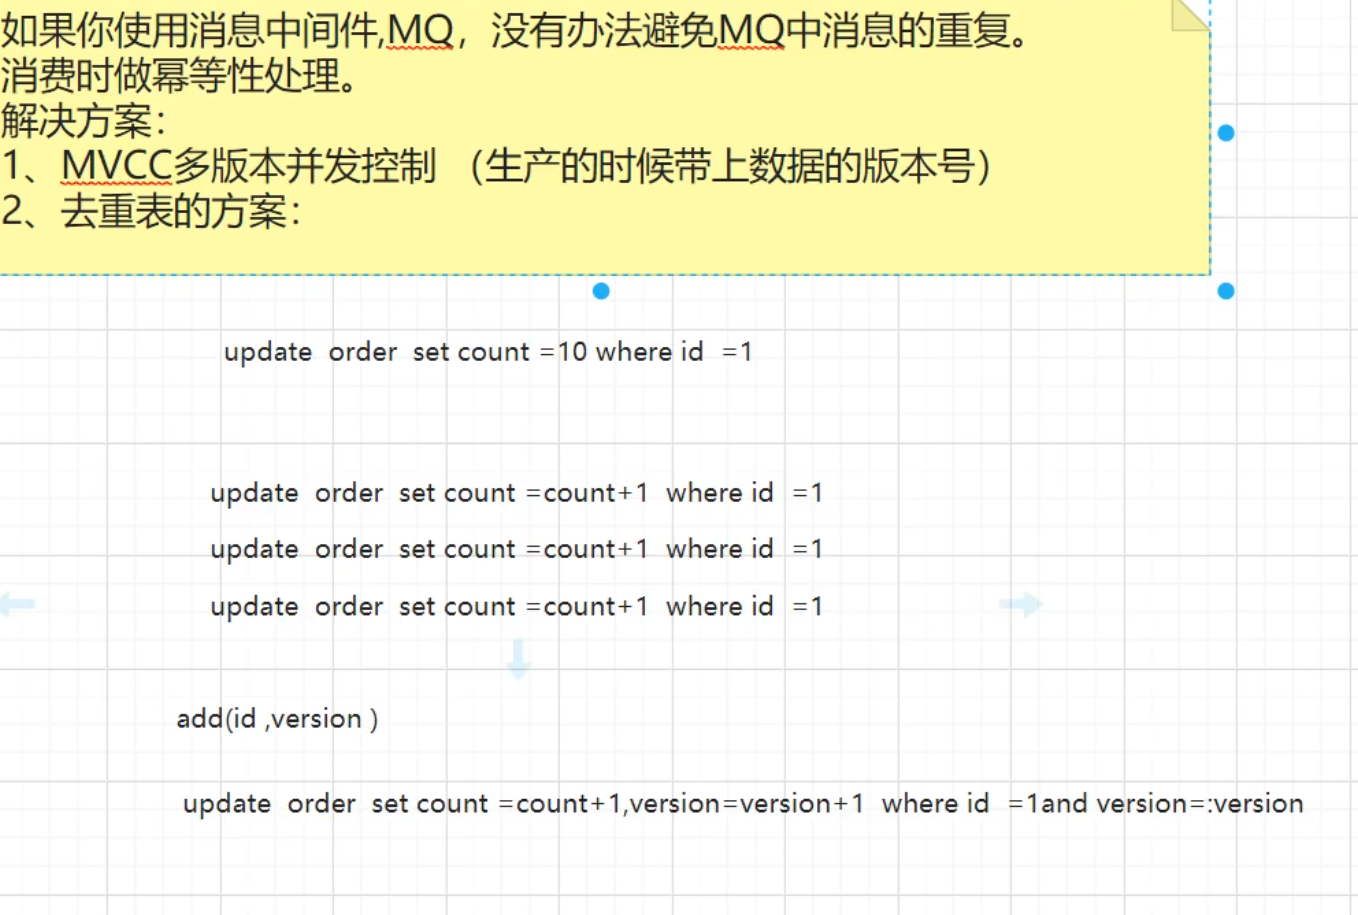 如果你使用消息中间件,MQ，没有办法避免MQ中消息的重复。
消费时做幂等性处理。
解决方案：
1、MVCC多版本并发控制 （生产的时候带上数据的版本号）
2、去重表的方案：
update order set count =10 where id =1
update order set count =count+1 where id =1
update order set count =count+1 where id =1
update order set count =count+1 where id =1
add(id ,version )
update order set count =count+1,version=version+1 where id =1and version=:version